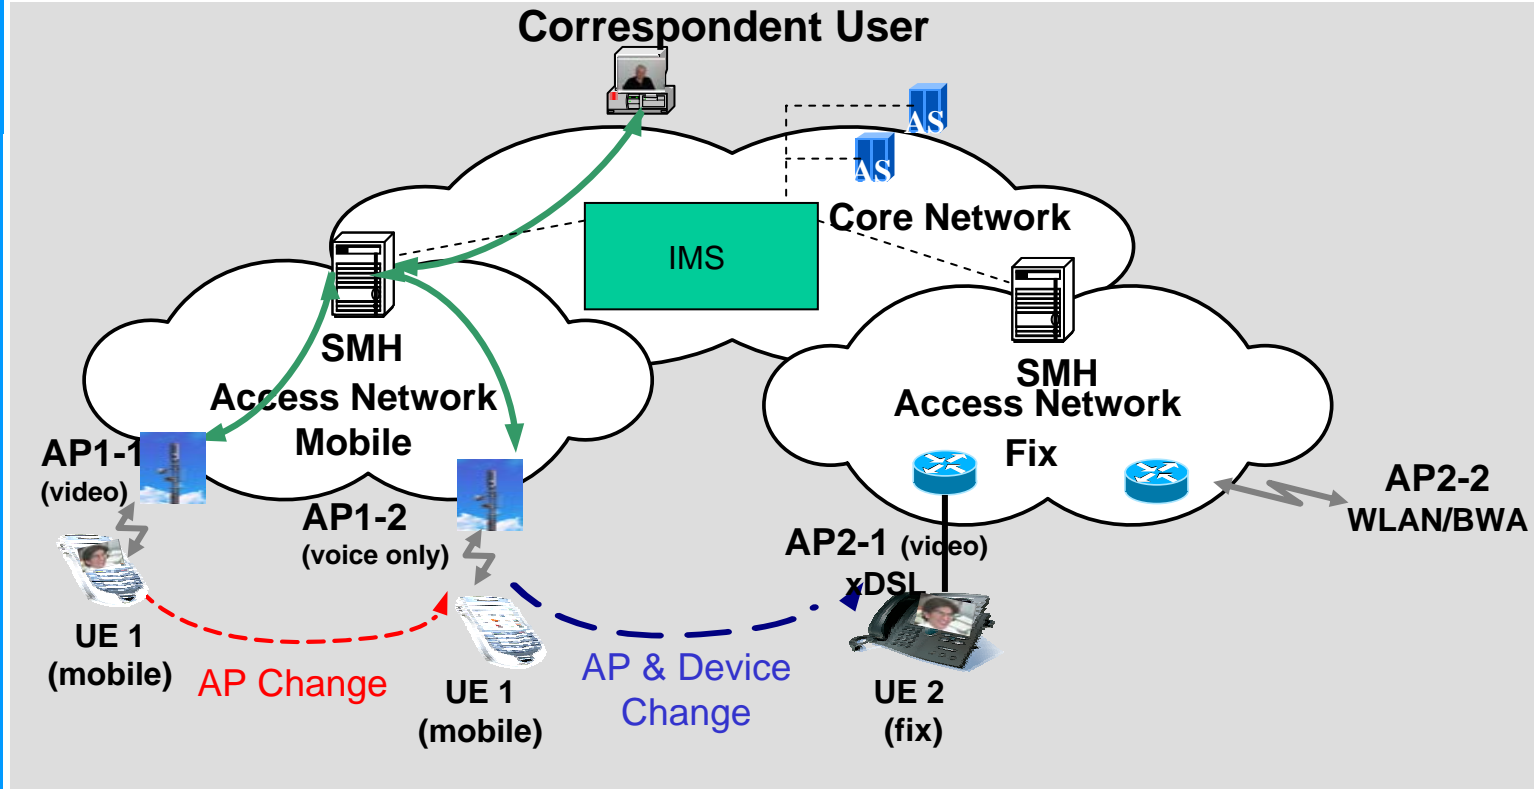 Correspondent User
AS
AS
Core Network
IMS
SMH
Access Network
Mobile
SMH
Access Network
Fix
AP1-1
(video)
AP1-2
(voice only)
AP2-1 (video)
xDSL
AP2-2
WLAN/BWA
UE 1
(mobile)
AP Change
UE 1
(mobile)
AP & Device
Change
UE 2
(fix)